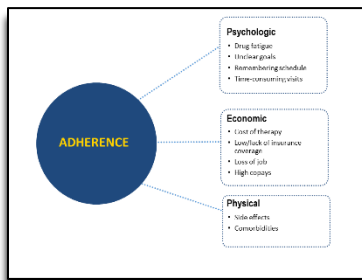 Psychologic
• Drug fatigue
• Unclear goals
• Remembering schedule
• Time-consuming visits
ADHERENCE
Economic
• Cost of therapy
• Low/lack of insurance
coverage
• Loss of job
• High copays
Physical
• Side effects
• Comorbidities